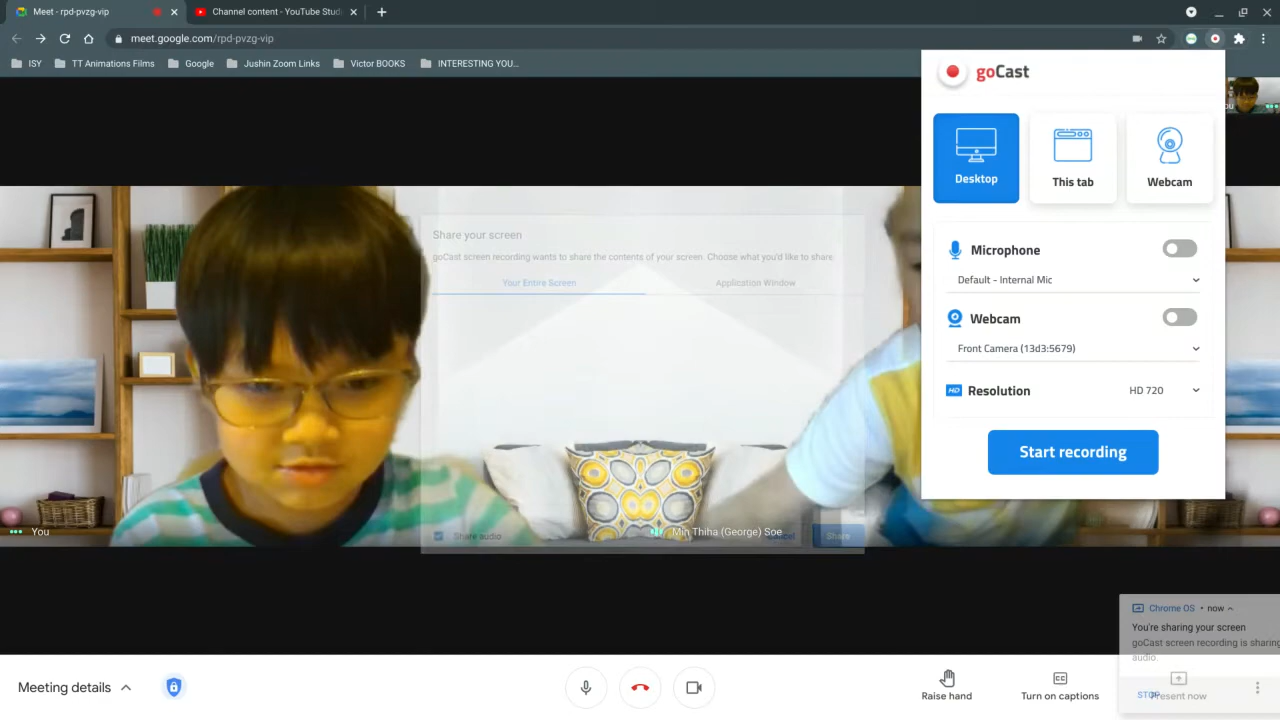 Meet - rpd-pvzg-vip
Channel content - YouTube Stud
meet.google.com/rpd-pvzg-vip
ISY
TT Animations Films
Google
Jushin Zoom Links
Victor BOOKS
INTERESTING YOU...
goCast
Desktop
This tab
Webcam
Microphone
Default - Internal Mic
Webcam
Front Camera (13d3:5679)
HD Resolution HD 720
Start recording
Share your screen
goCast screen recording wants to share the contents of your screen. Choose what you'd like to share
Your Entire Screen
Application Window
Share audio
Cancel
Share
You
Min Thiha (George) Soe
Chrome OS • now
You're sharing your screen
goCast screen recording is sharing
audio.
STOP
Meeting details
Raise hand
CC
Turn on captions
Present now